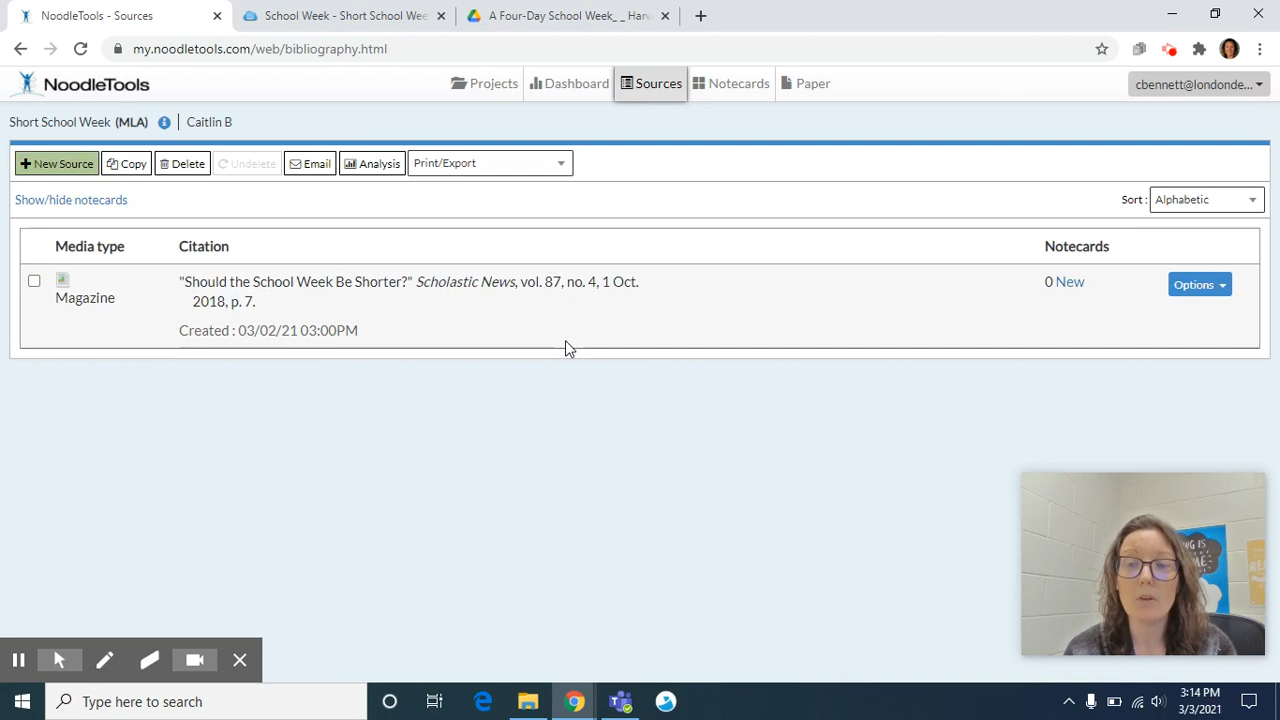 NoodleTools - Sources
School Week - Short School Wee
A Four-Day School Week_ _ Harv
my.noodletools.com/web/bibliography.html
NoodleTools
Projects
Dashboard
Sources
Notecards
Paper
cbennett@londonde...
Short School Week (MLA) | Caitlin B
New Source
Copy
Delete
Undelete
Email
Analysis
Print/Export
Show/hide notecards
Sort : Alphabetic
Media type
Citation
Notecards
Magazine
"Should the School Week Be Shorter?" Scholastic News, vol. 87, no. 4, 1 Oct.
2018, p. 7.
Created : 03/02/21 03:00PM
0 New
Options
Type here to search
3:14 PM
3/3/2021